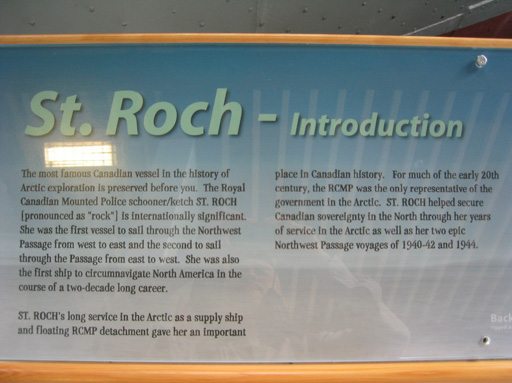 St. Roch - Introduction
The most famous Canadian vessel in the history of
Arctic exploration is preserved before you. The Royal
Canadian Mounted Police schooner/ketch ST. ROCH
[pronounced as "rock"] is internationally significant.
She was the first vessel to sail through the Northwest
Passage from west to east and the second to sail
through the Passage from east to west. She was also
the first ship to circumnavigate North America in the
course of a two-decade long career.
ST. ROCH's long service in the Arctic as a supply ship
and floating RCMP detachment gave her an important
place in Canadian history. For much of the early 20th
century, the RCMP was the only representative of the
government in the Arctic. ST. ROCH helped secure
Canadian sovereignty in the North through her years
of service in the Arctic as well as her two epic
Northwest Passage voyages of 1940-42 and 1944.
Back